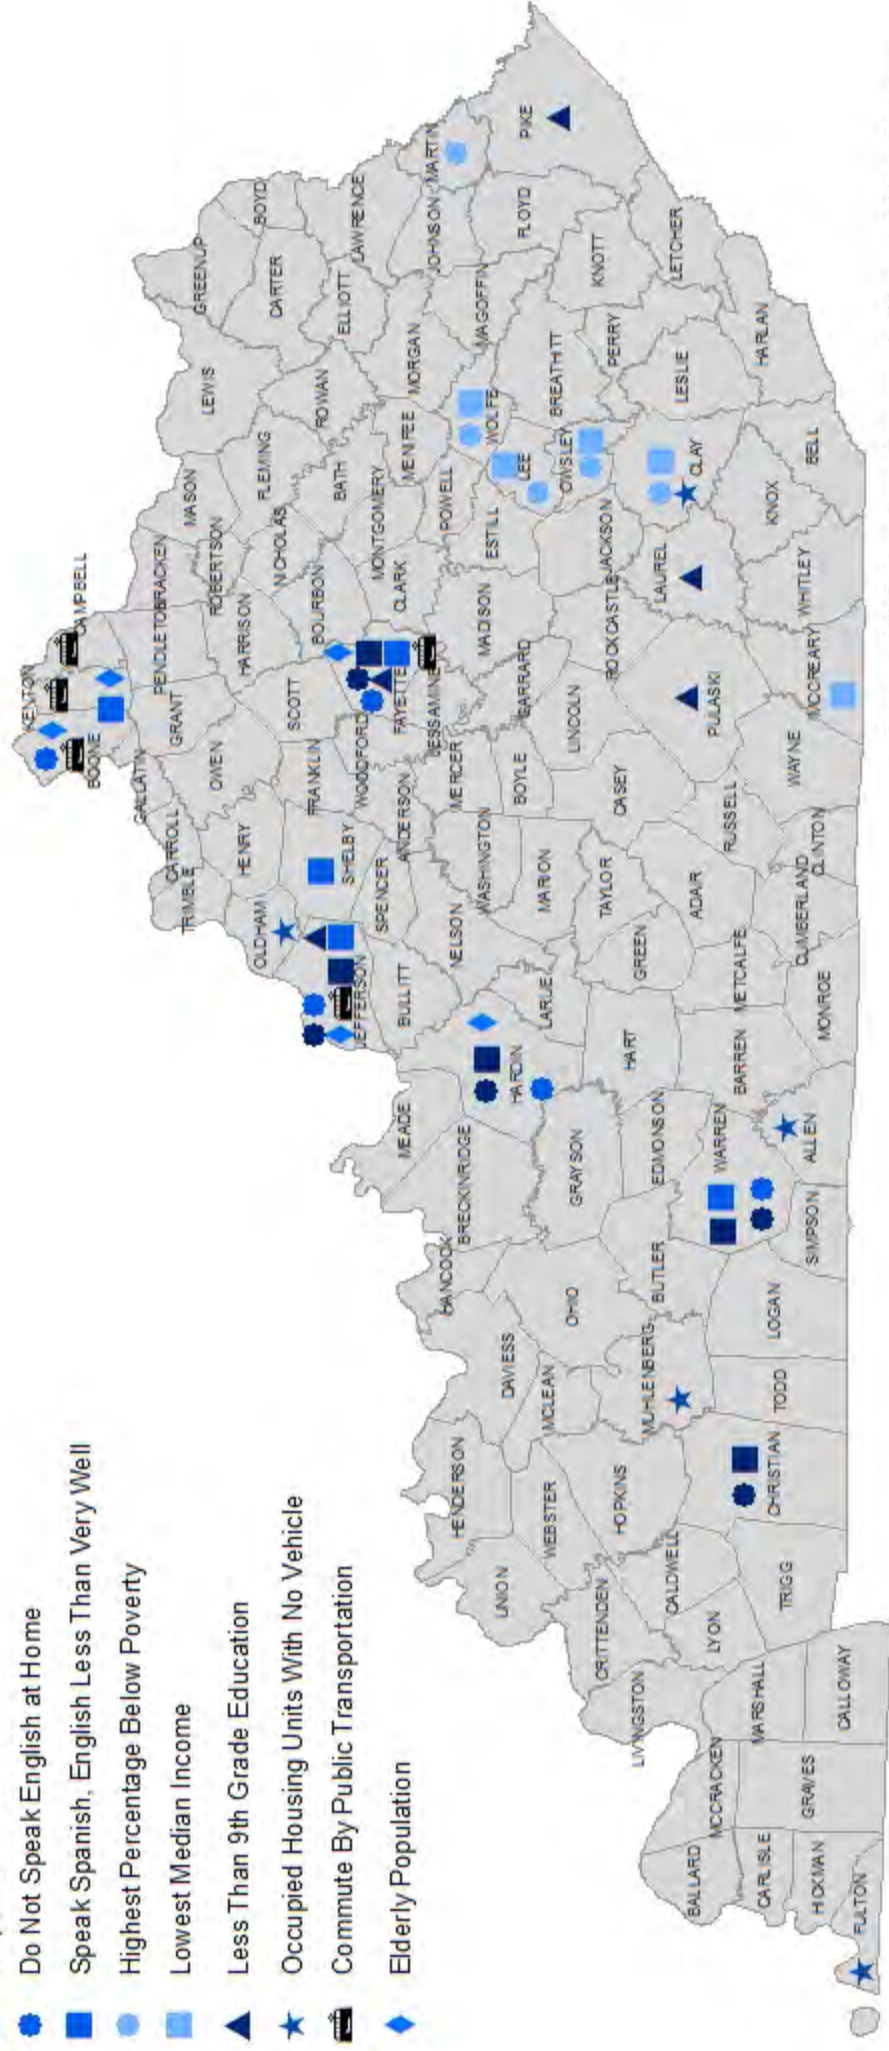 Do Not Speak English at Home
Speak Spanish, English Less Than Very Well
Highest Percentage Below Poverty
Lowest Median Income
Less Than 9th Grade Education
Occupied Housing Units With No Vehicle
Commute By Public Transportation
Elderly Population
KENTON
CAMPBELL
BOONE
GALLATIN
GRANT
PENDLETO
BRACKEN
CARROLL
TRIMBLE
OWEN
HENRY
OLDHAM
ROBERTSON
MASON
LEWIS
GREENUP
HARRISON
SCOTT
FRANKLIN
SHELBY
JEFFERSON
NICHOLAS
FLEMING
CARTER
BOYD
BOURBON
BATH
ROWAN
ELLIOTT
LAWRENCE
FAYETTE
WOODFORD
ANDERSON
SPENCER
BULLITT
MEADE
CLARK
MONTGOMERY
MENIFEE
MORGAN
JOHNSON
MARTIN
JESSAMINE
MERCER
WASHINGTON
NELSON
HARDIN
BRECKINRIDGE
HANCOCK
DAVIESS
HENDERSON
UNION
MADISON
ESTILL
POWELL
WOLFE
MAGOFFIN
FLOYD
PIKE
GARRARD
BOYLE
MARION
LARUE
GRAYSON
OHIO
MCLEAN
WEBSTER
LEE
OWSLEY
BREATHITT
KNOTT
LINCOLN
ROCKCASTLE
JACKSON
PERRY
LETCHER
CASEY
TAYLOR
GREEN
HART
EDMONSON
BUTLER
MUHLENBERG
HOPKINS
CRITTENDEN
LIVINGSTON
LAUREL
CLAY
LESLIE
HARLAN
PULASKI
RUSSELL
ADAIR
METCALFE
BARREN
WARREN
LOGAN
TODD
CHRISTIAN
CALDWELL
LYON
TRIGG
KNOX
BELL
WHITLEY
MCCREARY
WAYNE
CLINTON
CUMBERLAND
MONROE
ALLEN
SIMPSON
MARSHALL
CALLOWAY
MCCRACKEN
GRAVES
BALLARD
CARLISLE
HICKMAN
FULTON